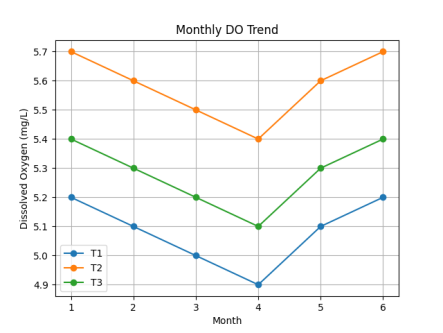 Monthly DO Trend
Dissolved Oxygen (mg/L)
5.7
5.6
5.5
5.4
5.3
5.2
5.1
5.0
4.9
T1
T2
T3
1 2 3 4 5 6
Month